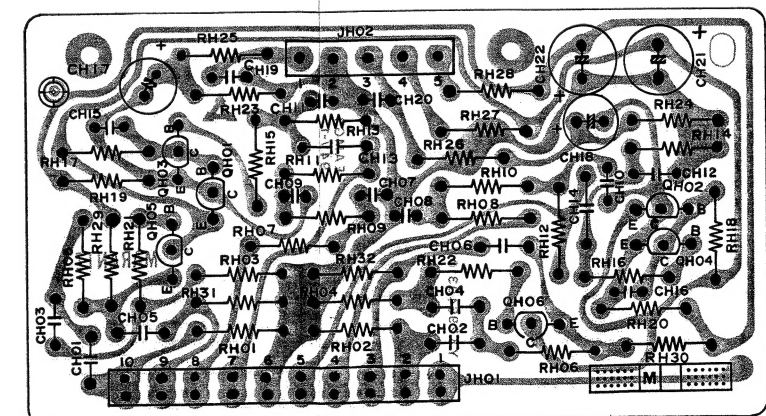 RH25
JH02
CH17
+
CH19
RH23
1 2 3 4 5
CH20
RH28
CH22
+
CH21
CH15
B
RH13
RH27
+
RH24
RH14
RH17
RH15
RH11
CH13
RH26
CH18
C
E
QH03
QH01
B
C
E
RH19
CH09
CH07
RH10
CH14
CH10
CH12
QH02
E
C
B
RH29
QH05
B
C
E
RH09
CH08
RH08
RH12
RH18
RH07
CH06
E
C
B
QH04
RH03
RH32
RH22
RH16
RH31
RH04
CH04
QH06
CH16
RH20
CH03
CH05
CH01
RH01
RH02
CH02
B
C
E
RH06
RH30
10 9 8 7 6 5 4 3 2 1
JH01
M